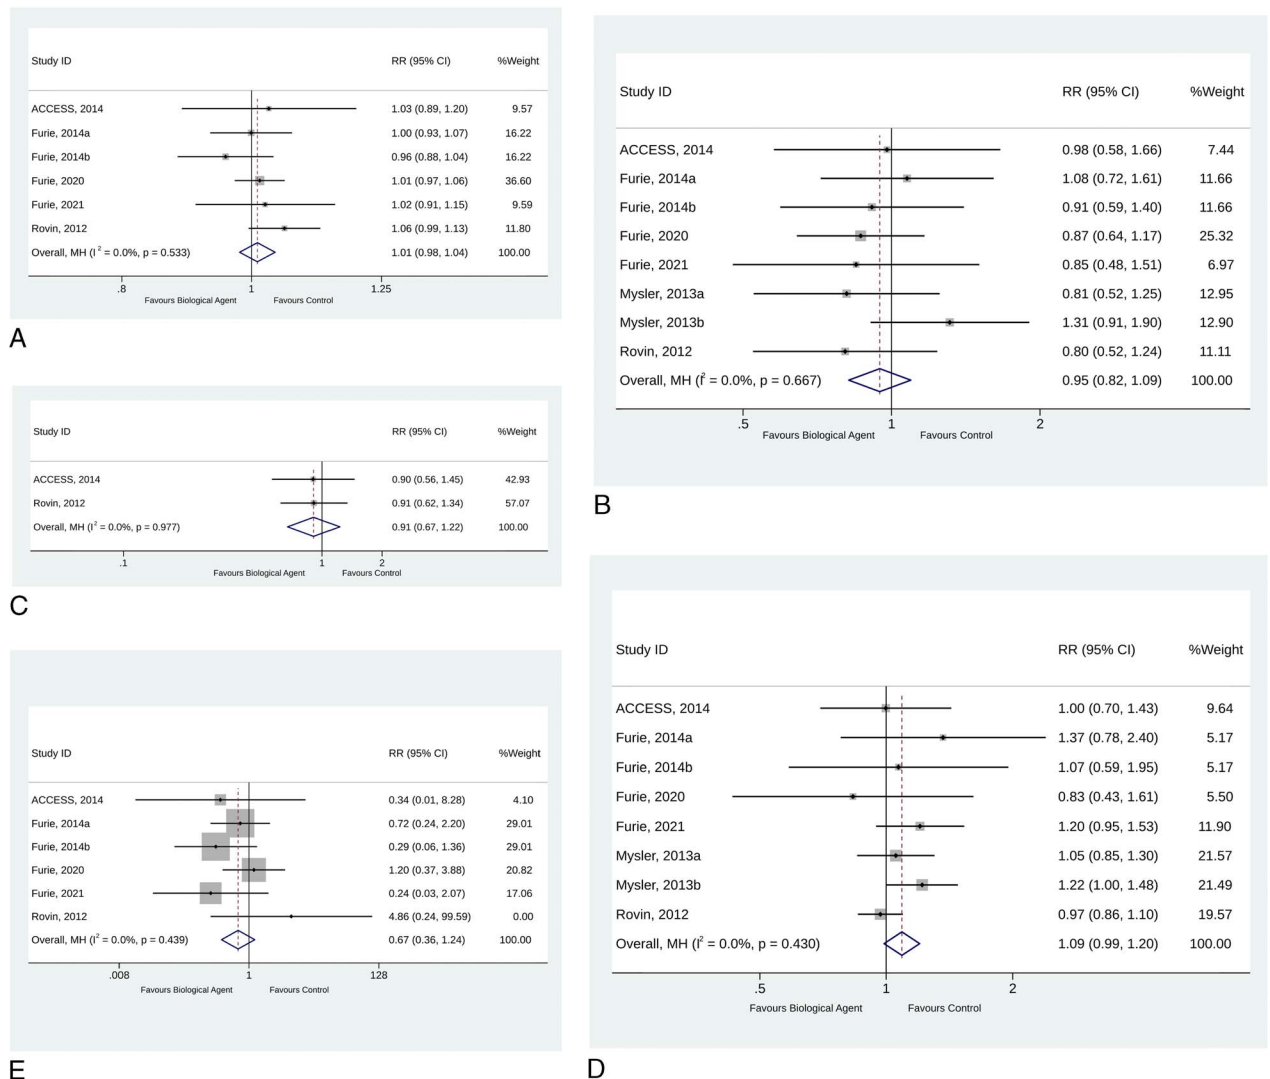 Study ID RR (95% CI) %Weight
ACCESS, 2014 1.03 (0.89, 1.20) 9.57
Furie, 2014a 1.00 (0.93, 1.07) 16.22
Furie, 2014b 0.96 (0.88, 1.04) 16.22
Furie, 2020 1.01 (0.97, 1.06) 36.60
Furie, 2021 1.02 (0.91, 1.15) 9.59
Rovin, 2012 1.06 (0.99, 1.13) 11.80
Overall, MH (I² = 0.0%, p = 0.533) 1.01 (0.98, 1.04) 100.00
.8 1 1.25
Favours Biological Agent Favours Control
A
Study ID RR (95% CI) %Weight
ACCESS, 2014 0.98 (0.58, 1.66) 7.44
Furie, 2014a 1.08 (0.72, 1.61) 11.66
Furie, 2014b 0.91 (0.59, 1.40) 11.66
Furie, 2020 0.87 (0.64, 1.17) 25.32
Furie, 2021 0.85 (0.48, 1.51) 6.97
Mysler, 2013a 0.81 (0.52, 1.25) 12.95
Mysler, 2013b 1.31 (0.91, 1.90) 12.90
Rovin, 2012 0.80 (0.52, 1.24) 11.11
Overall, MH (I² = 0.0%, p = 0.667) 0.95 (0.82, 1.09) 100.00
.5 1 2
Favours Biological Agent Favours Control
B
Study ID RR (95% CI) %Weight
ACCESS, 2014 0.90 (0.56, 1.45) 42.93
Rovin, 2012 0.91 (0.62, 1.34) 57.07
Overall, MH (I² = 0.0%, p = 0.977) 0.91 (0.67, 1.22) 100.00
.1 1 2
Favours Biological Agent Favours Control
C
Study ID RR (95% CI) %Weight
ACCESS, 2014 1.00 (0.70, 1.43) 9.64
Furie, 2014a 1.37 (0.78, 2.40) 5.17
Furie, 2014b 1.07 (0.59, 1.95) 5.17
Furie, 2020 0.83 (0.43, 1.61) 5.50
Furie, 2021 1.20 (0.95, 1.53) 11.90
Mysler, 2013a 1.05 (0.85, 1.30) 21.57
Mysler, 2013b 1.22 (1.00, 1.48) 21.49
Rovin, 2012 0.97 (0.86, 1.10) 19.57
Overall, MH (I² = 0.0%, p = 0.430) 1.09 (0.99, 1.20) 100.00
.5 1 2
Favours Biological Agent Favours Control
D
Study ID RR (95% CI) %Weight
ACCESS, 2014 0.34 (0.01, 8.28) 4.10
Furie, 2014a 0.72 (0.24, 2.20) 29.01
Furie, 2014b 0.29 (0.06, 1.36) 29.01
Furie, 2020 1.20 (0.37, 3.88) 20.82
Furie, 2021 0.24 (0.03, 2.07) 17.06
Rovin, 2012 4.86 (0.24, 99.59) 0.00
Overall, MH (I² = 0.0%, p = 0.439) 0.67 (0.36, 1.24) 100.00
.008 1 128
Favours Biological Agent Favours Control
E